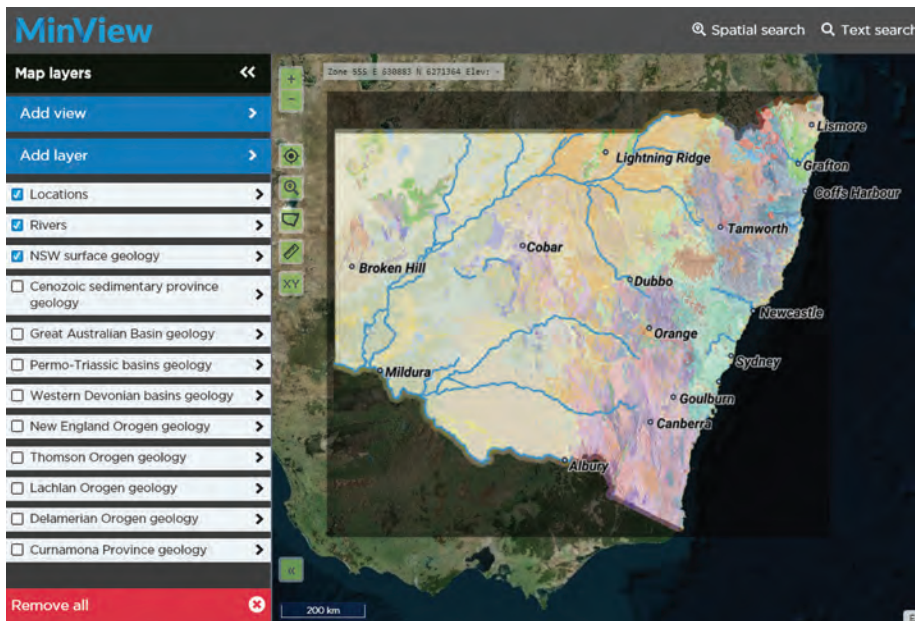 MinView
Spatial search
Text search
Map layers
Add view
Add layer
Locations
Rivers
NSW surface geology
Cenozoic sedimentary province
geology
Great Australian Basin geology
Permo-Triassic basins geology
Western Devonian basins geology
New England Orogen geology
Thomson Orogen geology
Lachlan Orogen geology
Delamerian Orogen geology
Curnamona Province geology
Remove all
Zone 55S E 630883 N 6271364 Elev: -
XY
Lismore
Lightning Ridge
Grafton
Coffs Harbour
Tamworth
Cobar
Broken Hill
Dubbo
Newcastle
Orange
Sydney
Mildura
Goulburn
Canberra
Albury
200 km